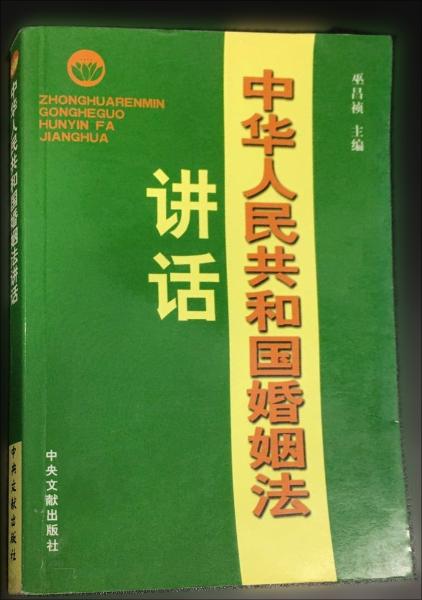 ZHONGHUARENMIN
GONGHEGUO
HUNYIN FA
JIANGHUA
中华人民共和国婚姻法
讲话
巫昌祯 主编
中央文献出版社
中华人民共和国婚姻法讲话
中央文献出版社